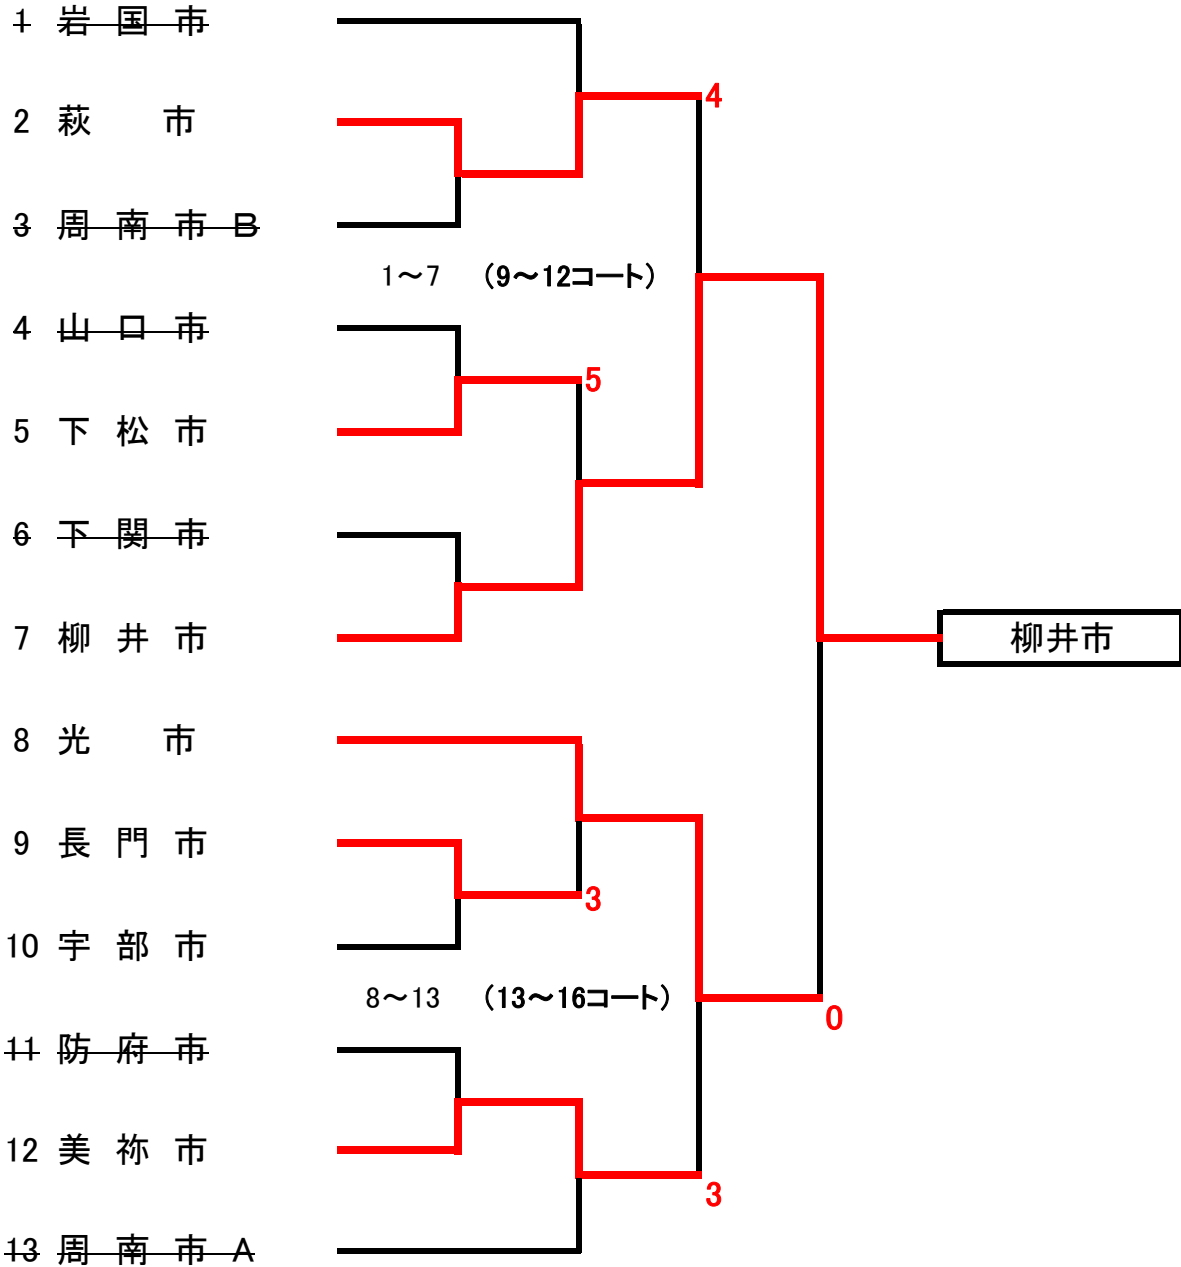 1 岩国市
4
2 萩市
3 周南市B
1～7 （9～12コート）
4 山口市
5
5 下松市
6 下関市
7 柳井市
柳井市
8 光市
9 長門市
3
10 宇部市
8～13 （13～16コート）
0
11 防府市
12 美祢市
3
13 周南市A